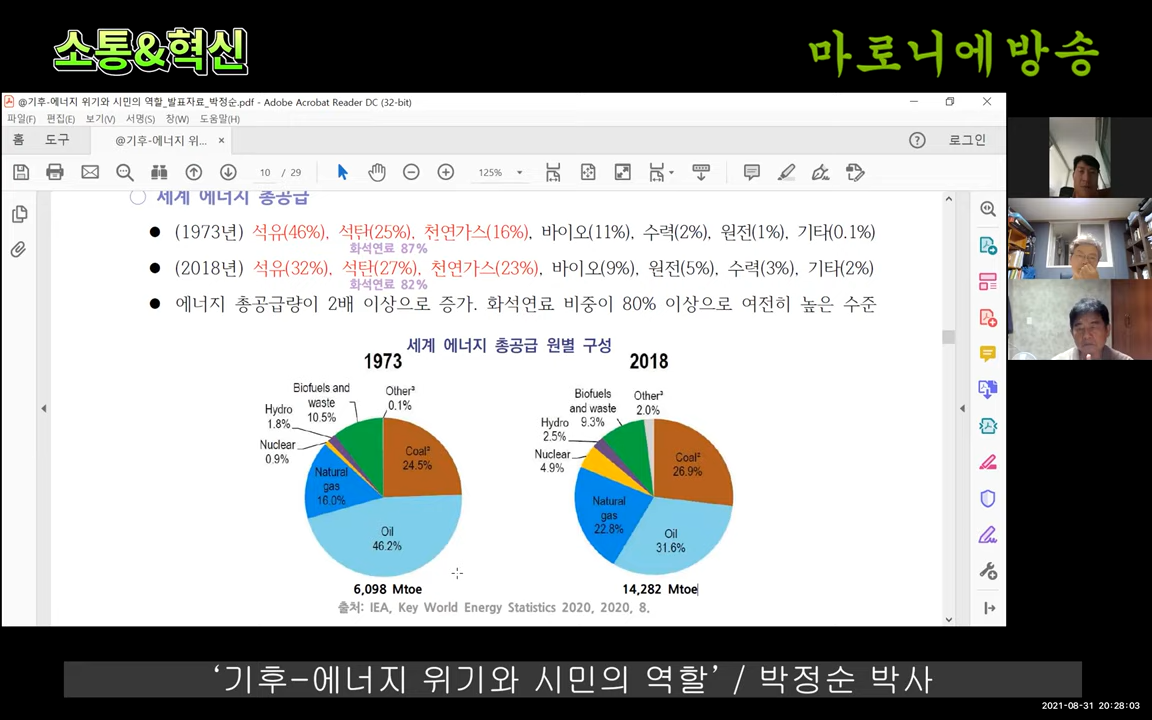 소통&혁신
마로니에방송
@기후-에너지 위기와 시민의 역할_발표자료_박정순.pdf - Adobe Acrobat Reader DC (32-bit)
파일(F) 편집(E) 보기(V) 서명(S) 창(W) 도움말(H)
홈 도구 @기후-에너지 위... × 로그인
10 / 29 125%
세계 에너지 총공급
● (1973년) 석유(46%), 석탄(25%), 천연가스(16%), 바이오(11%), 수력(2%), 원전(1%), 기타(0.1%)
화석연료 87%
● (2018년) 석유(32%), 석탄(27%), 천연가스(23%), 바이오(9%), 원전(5%), 수력(3%), 기타(2%)
화석연료 82%
● 에너지 총공급량이 2배 이상으로 증가. 화석연료 비중이 80% 이상으로 여전히 높은 수준
세계 에너지 총공급 원별 구성
1973
Biofuels and
waste
10.5%
Other³
0.1%
Hydro
1.8%
Nuclear
0.9%
Natural
gas
16.0%
Coal²
24.5%
Oil
46.2%
6,098 Mtoe
2018
Biofuels
and waste
9.3%
Other³
2.0%
Hydro
2.5%
Nuclear
4.9%
Natural
gas
22.8%
Coal²
26.9%
Oil
31.6%
14,282 Mtoe
출처: IEA, Key World Energy Statistics 2020, 2020, 8.
‘기후-에너지 위기와 시민의 역할’ / 박정순 박사
2021-08-31 20:28:03